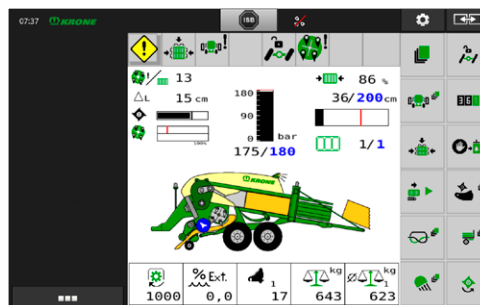 07:37 KRONE ISB
! ! !
! 13 86 %
△L 15 cm 180 36/200cm
90
100% 0 bar
175/180 1/1
KRONE
% Ext. 1 kg ∅ 1 kg
1000 0,0 17 643 623